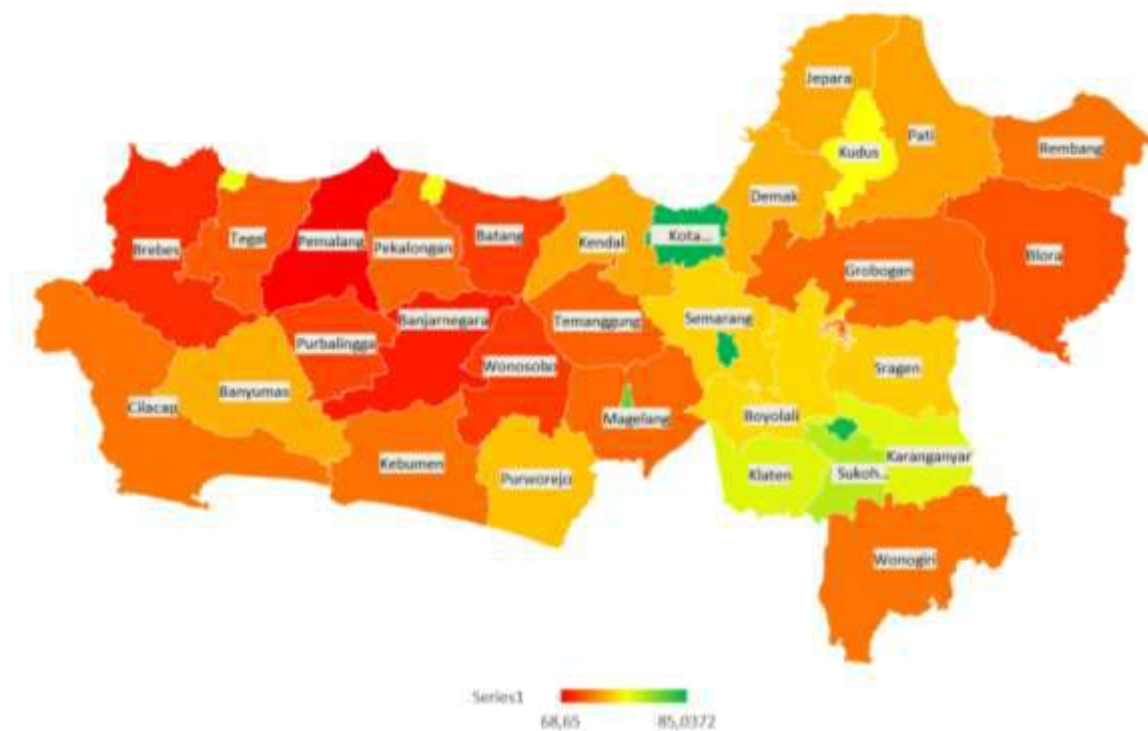 Jepara
Pati
Kudus
Rembang
Demak
Brebes
Tegal
Pemalang
Pekalongan
Batang
Kendal
Kota...
Grobogan
Blora
Banjarnegara
Temanggung
Semarang
Purbalingga
Wonosobo
Sragen
Banyumas
Cilacap
Magelang
Boyolali
Karanganyar
Kebumen
Purworejo
Klaten
Sukoh...
Wonogiri
Series1
68,65
85,0372